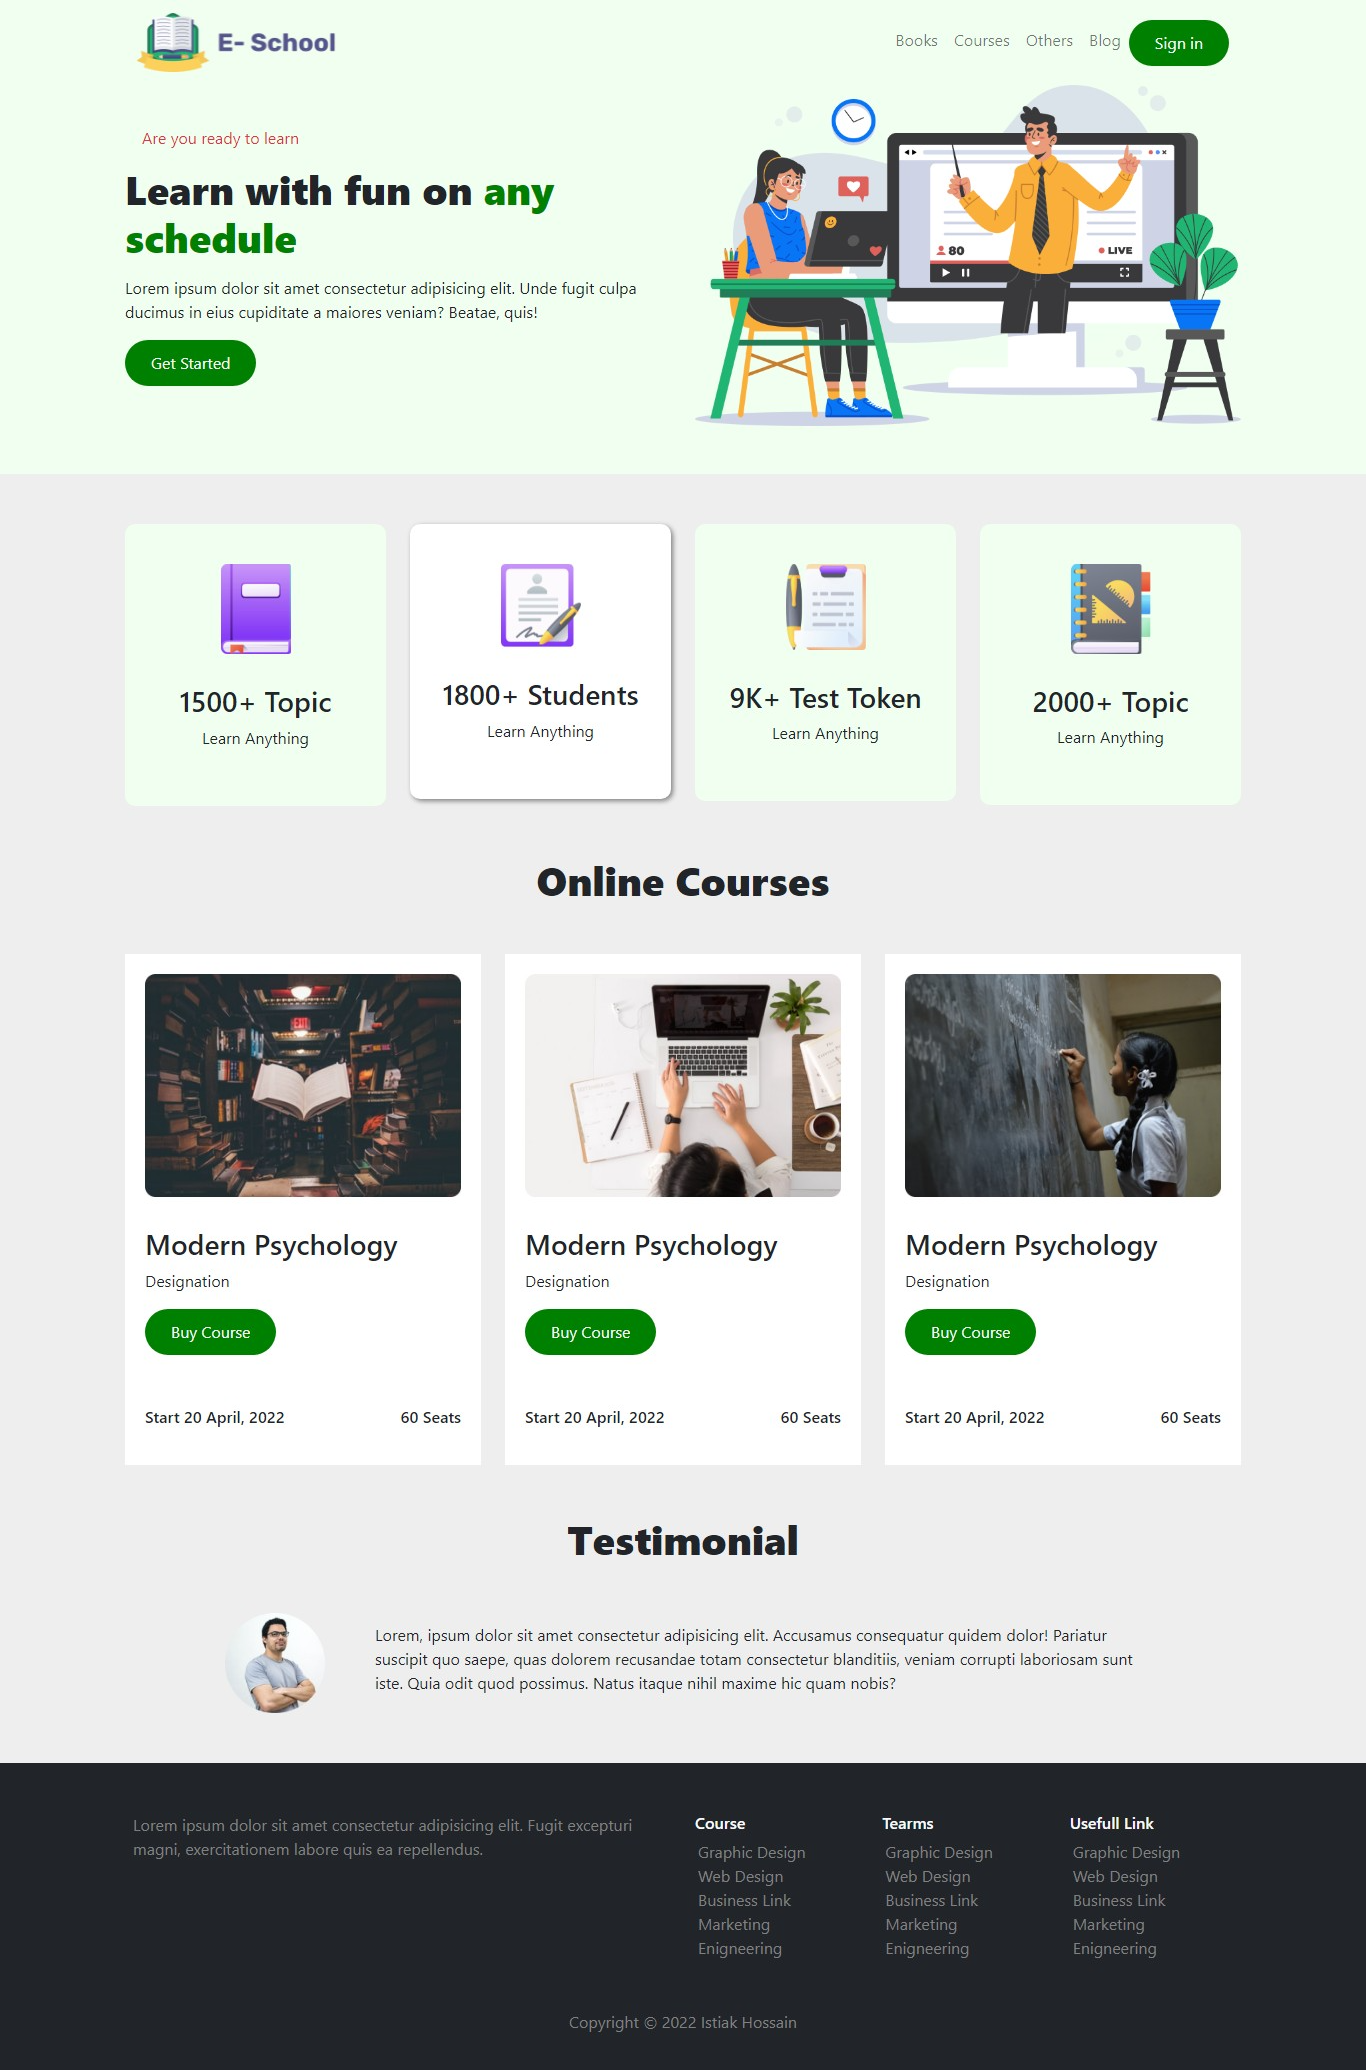 E- School
Books Courses Others Blog Sign in
Are you ready to learn
Learn with fun on any
schedule
Lorem ipsum dolor sit amet consectetur adipisicing elit. Unde fugit culpa
ducimus in eius cupiditate a maiores veniam? Beatae, quis!
Get Started
80
LIVE
1500+ Topic
Learn Anything
1800+ Students
Learn Anything
9K+ Test Token
Learn Anything
2000+ Topic
Learn Anything
Online Courses
EXIT
Modern Psychology
Designation
Buy Course
Start 20 April, 2022 60 Seats
Modern Psychology
Designation
Buy Course
Start 20 April, 2022 60 Seats
Modern Psychology
Designation
Buy Course
Start 20 April, 2022 60 Seats
Testimonial
Lorem, ipsum dolor sit amet consectetur adipisicing elit. Accusamus consequatur quidem dolor! Pariatur
suscipit quo saepe, quas dolorem recusandae totam consectetur blanditiis, veniam corrupti laboriosam sunt
iste. Quia odit quod possimus. Natus itaque nihil maxime hic quam nobis?
Lorem ipsum dolor sit amet consectetur adipisicing elit. Fugit excepturi
magni, exercitationem labore quis ea repellendus.
Course
Graphic Design
Web Design
Business Link
Marketing
Enigneering
Tearms
Graphic Design
Web Design
Business Link
Marketing
Enigneering
Usefull Link
Graphic Design
Web Design
Business Link
Marketing
Enigneering
Copyright © 2022 Istiak Hossain